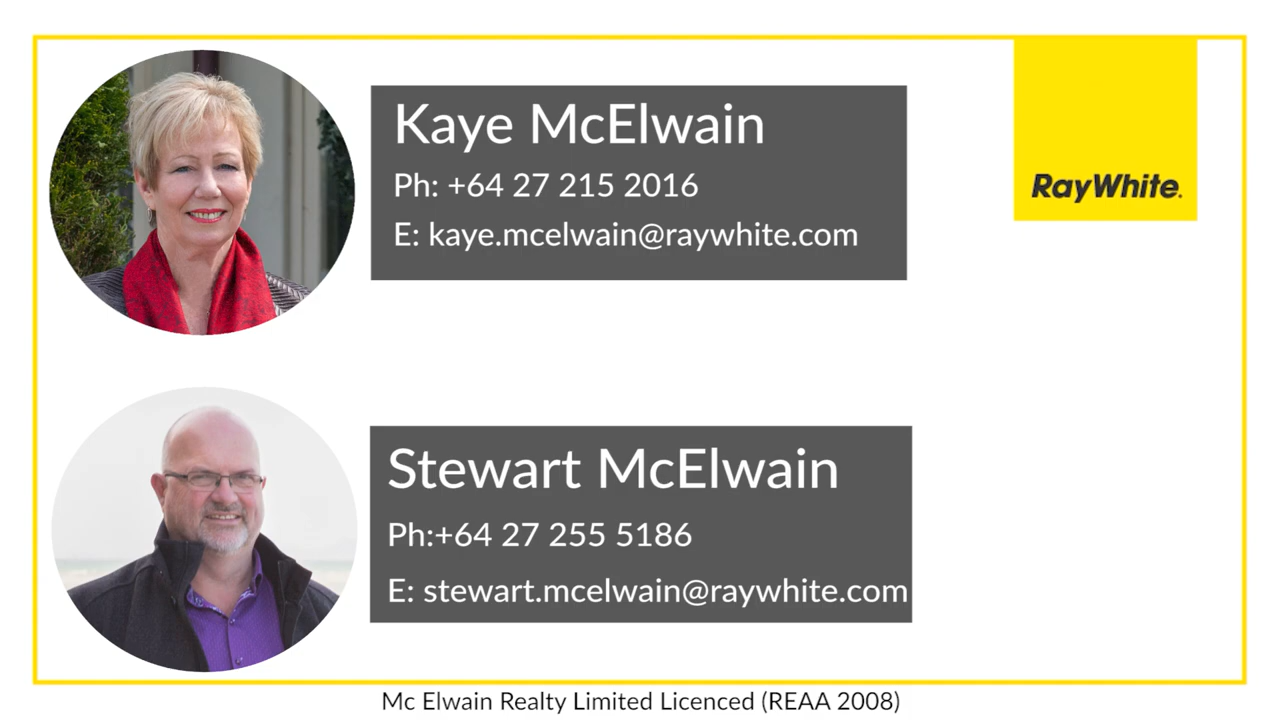 Kaye McElwain
Ph: +64 27 215 2016
E: kaye.mcelwain@raywhite.com
RayWhite.
Stewart McElwain
Ph:+64 27 255 5186
E: stewart.mcelwain@raywhite.com
Mc Elwain Realty Limited Licenced (REAA 2008)